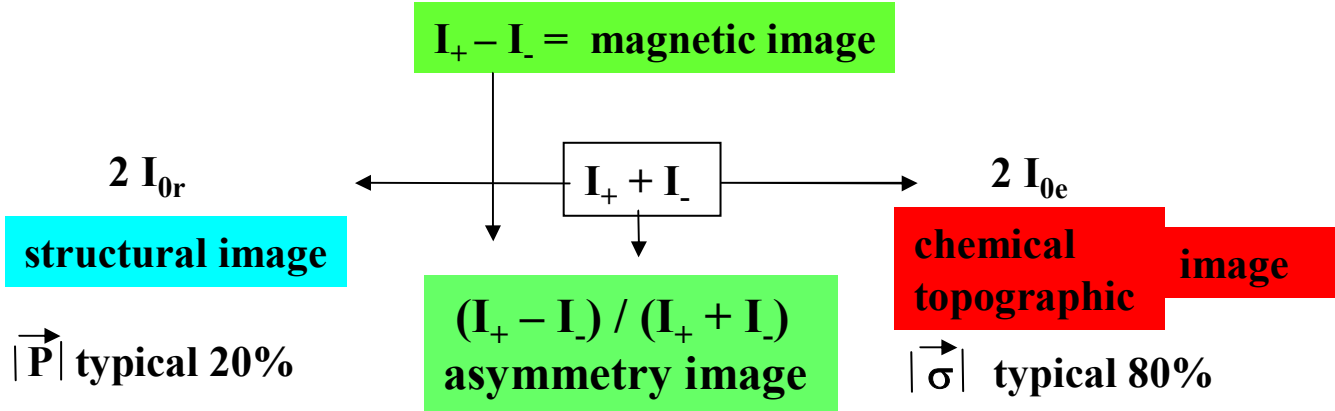 I₊ – I₋ = magnetic image
2 I₀ᵣ
I₊ + I₋
2 I₀ₑ
structural image
chemical
topographic
image
(I₊ – I₋) / (I₊ + I₋)
asymmetry image
|P⃗| typical 20%
|σ⃗| typical 80%